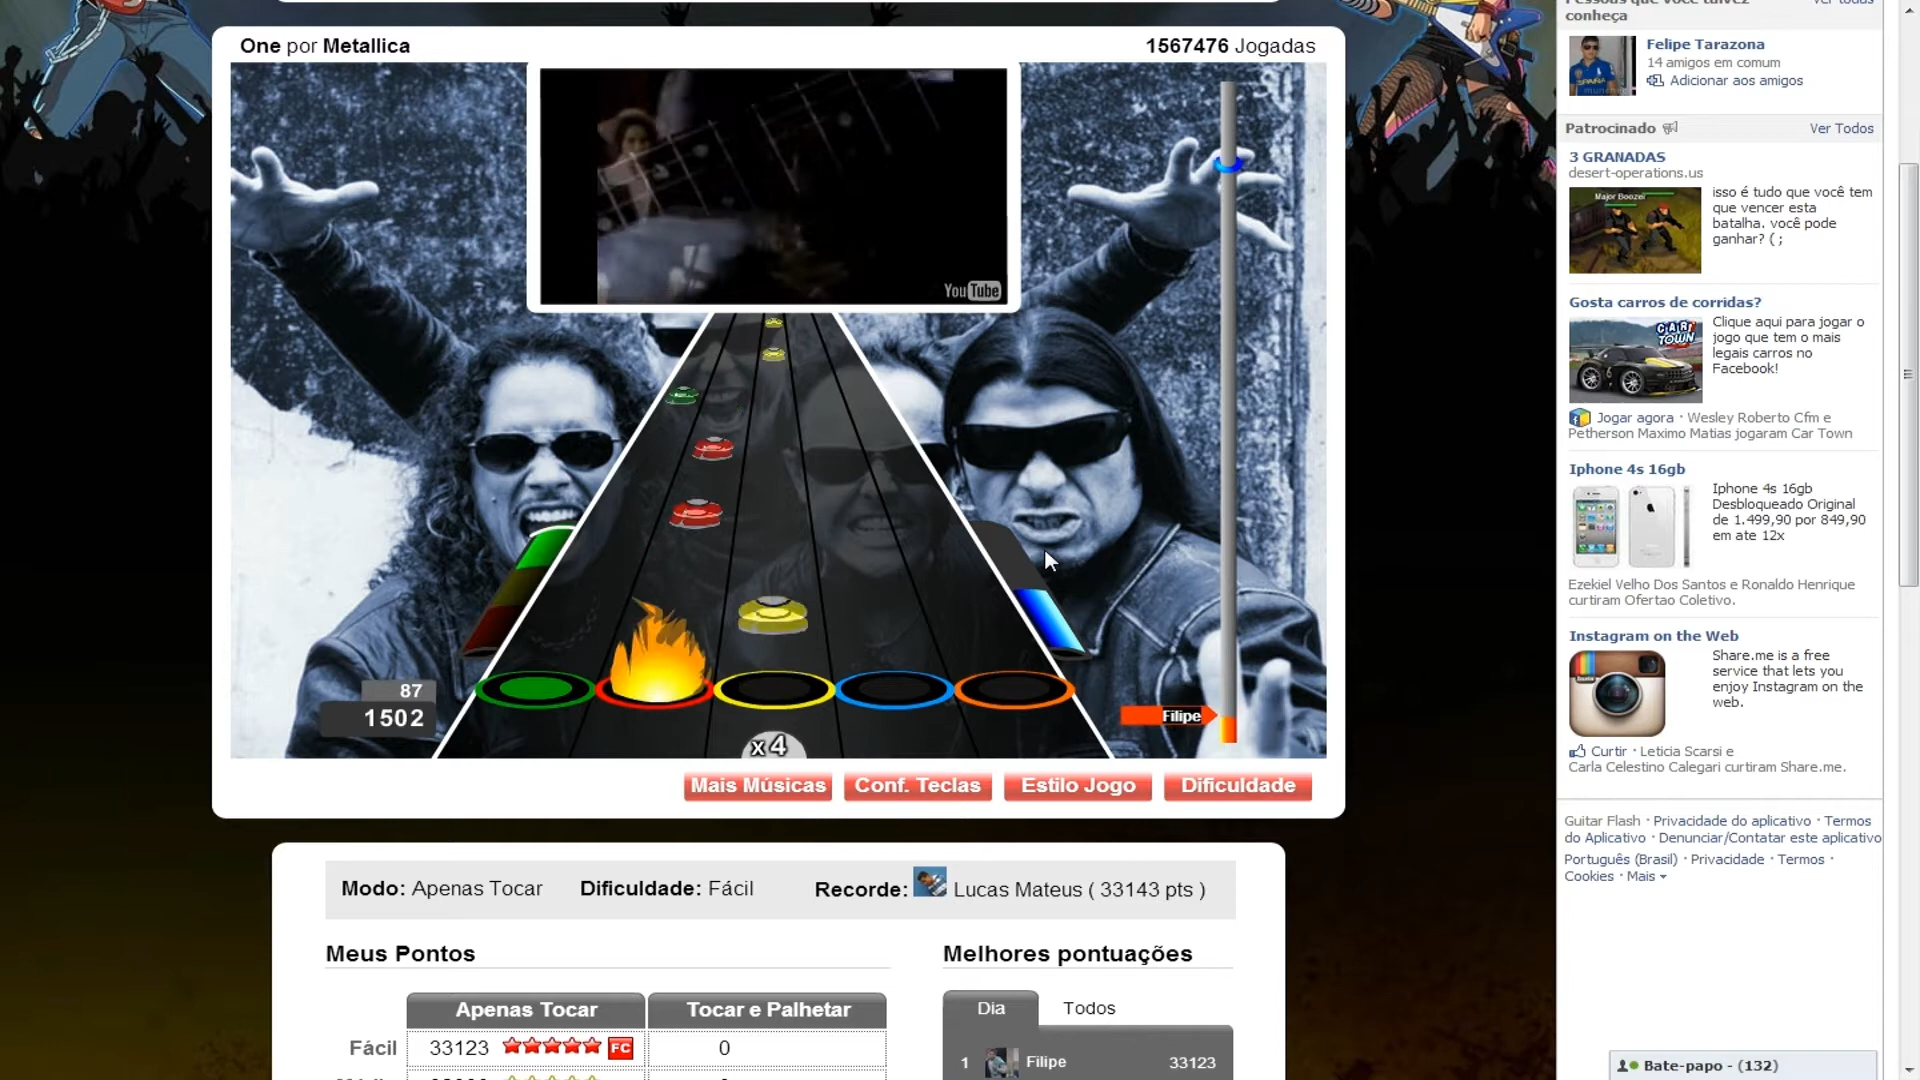 One por Metallica
1567476 Jogadas
YouTube
87
1502
x4
Filipe
Mais Músicas
Conf. Teclas
Estilo Jogo
Dificuldade
Modo: Apenas Tocar
Dificuldade: Fácil
Recorde: Lucas Mateus ( 33143 pts )
Meus Pontos
Apenas Tocar
Tocar e Palhetar
Fácil
33123
FC
0
Melhores pontuações
Dia
Todos
1
Filipe
33123
conheça
Felipe Tarazona
14 amigos em comum
Adicionar aos amigos
Patrocinado
Ver Todos
3 GRANADAS
desert-operations.us
Major Boozer
isso é tudo que você tem
que vencer esta
batalha. você pode
ganhar? ( ;
Gosta carros de corridas?
CAR TOWN
Clique aqui para jogar o
jogo que tem o mais
legais carros no
Facebook!
Jogar agora · Wesley Roberto Cfm e
Petherson Maximo Matias jogaram Car Town
Iphone 4s 16gb
Iphone 4s 16gb
Desbloqueado Original
de 1.499,90 por 849,90
em ate 12x
Ezekiel Velho Dos Santos e Ronaldo Henrique
curtiram Ofertao Coletivo.
Instagram on the Web
Share.me is a free
service that lets you
enjoy Instagram on the
web.
Curtir · Leticia Scarsi e
Carla Celestino Calegari curtiram Share.me.
Guitar Flash · Privacidade do aplicativo · Termos
do Aplicativo · Denunciar/Contatar este aplicativo
Português (Brasil) · Privacidade · Termos ·
Cookies · Mais
Bate-papo - (132)